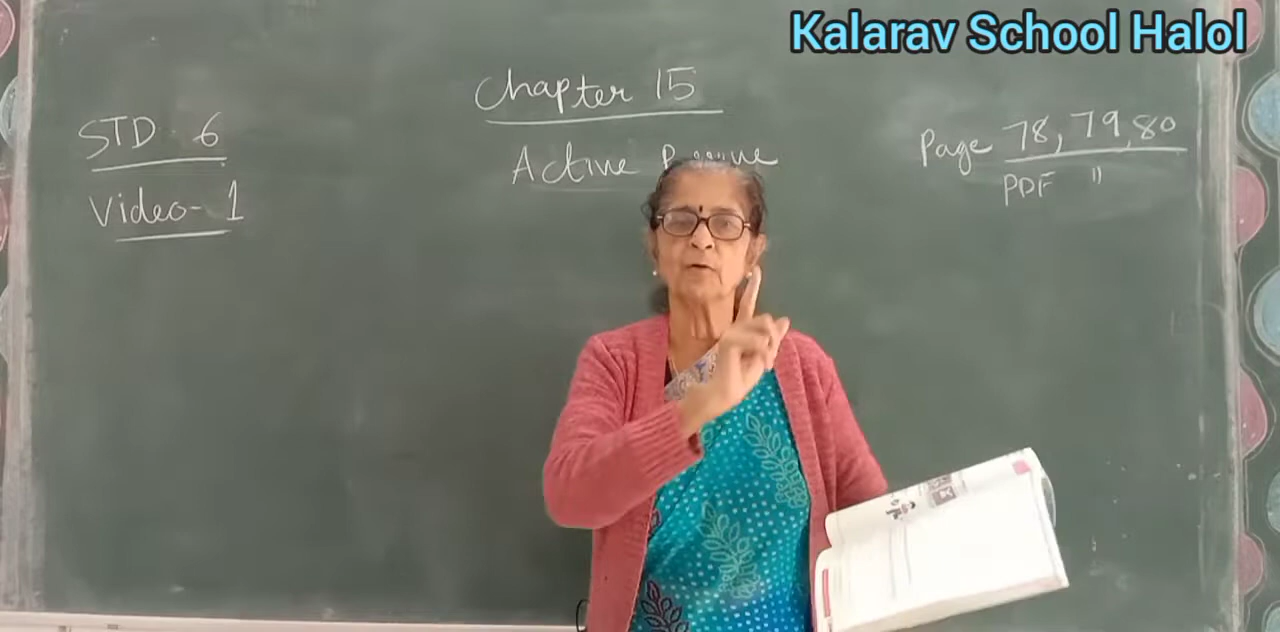 Kalarav School Halol
Chapter 15
STD 6
Page 78, 79, 80
Active
PDF "
Video-1